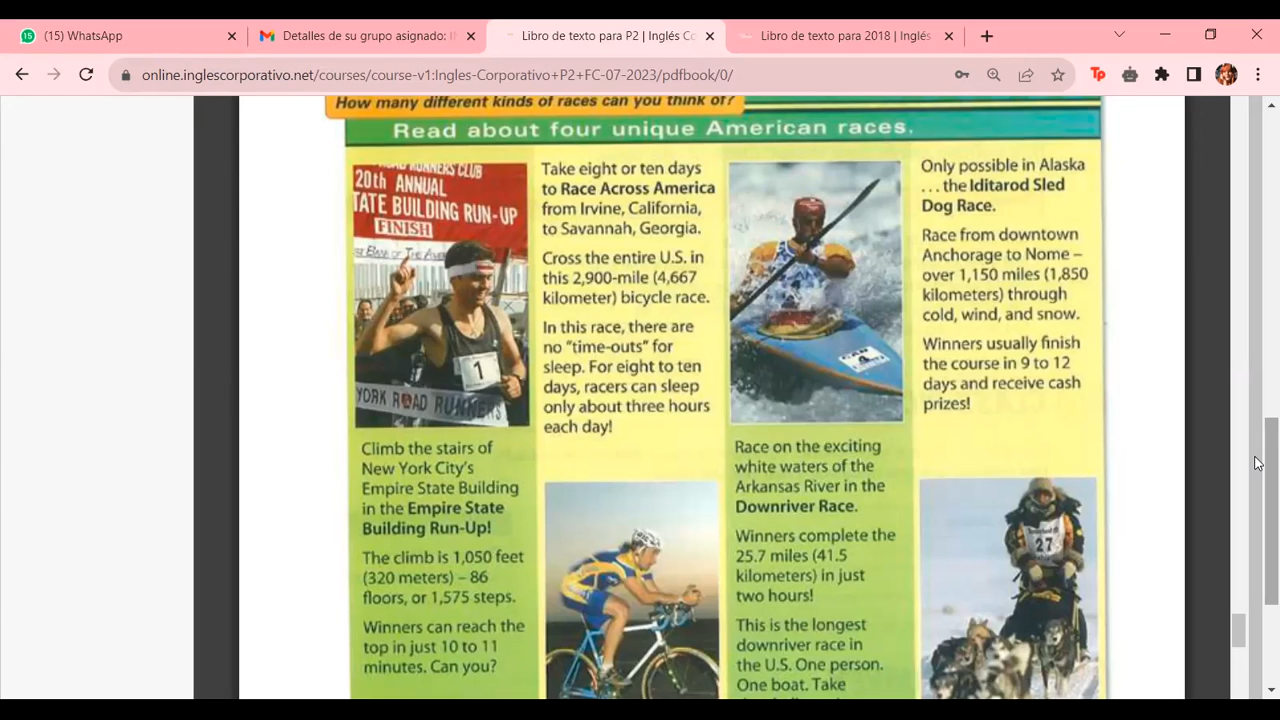 (15) WhatsApp
Detalles de su grupo asignado: I
Libro de texto para P2 | Inglés Co
Libro de texto para 2018 | Inglés
online.inglescorporativo.net/courses/course-v1:Ingles-Corporativo+P2+FC-07-2023/pdfbook/0/
How many different kinds of races can you think of?
Read about four unique American races.
ROAD RUNNERS CLUB
20th ANNUAL
TATE BUILDING RUN-UP
FINISH
1
YORK ROAD RUNNERS
Climb the stairs of
New York City's
Empire State Building
in the Empire State
Building Run-Up!
The climb is 1,050 feet
(320 meters) – 86
floors, or 1,575 steps.
Winners can reach the
top in just 10 to 11
minutes. Can you?
Take eight or ten days
to Race Across America
from Irvine, California,
to Savannah, Georgia.
Cross the entire U.S. in
this 2,900-mile (4,667
kilometer) bicycle race.
In this race, there are
no "time-outs" for
sleep. For eight to ten
days, racers can sleep
only about three hours
each day!
Race on the exciting
white waters of the
Arkansas River in the
Downriver Race.
Winners complete the
25.7 miles (41.5
kilometers) in just
two hours!
This is the longest
downriver race in
the U.S. One person.
One boat. Take
Only possible in Alaska
. . . the Iditarod Sled
Dog Race.
Race from downtown
Anchorage to Nome –
over 1,150 miles (1,850
kilometers) through
cold, wind, and snow.
Winners usually finish
the course in 9 to 12
days and receive cash
prizes!
27